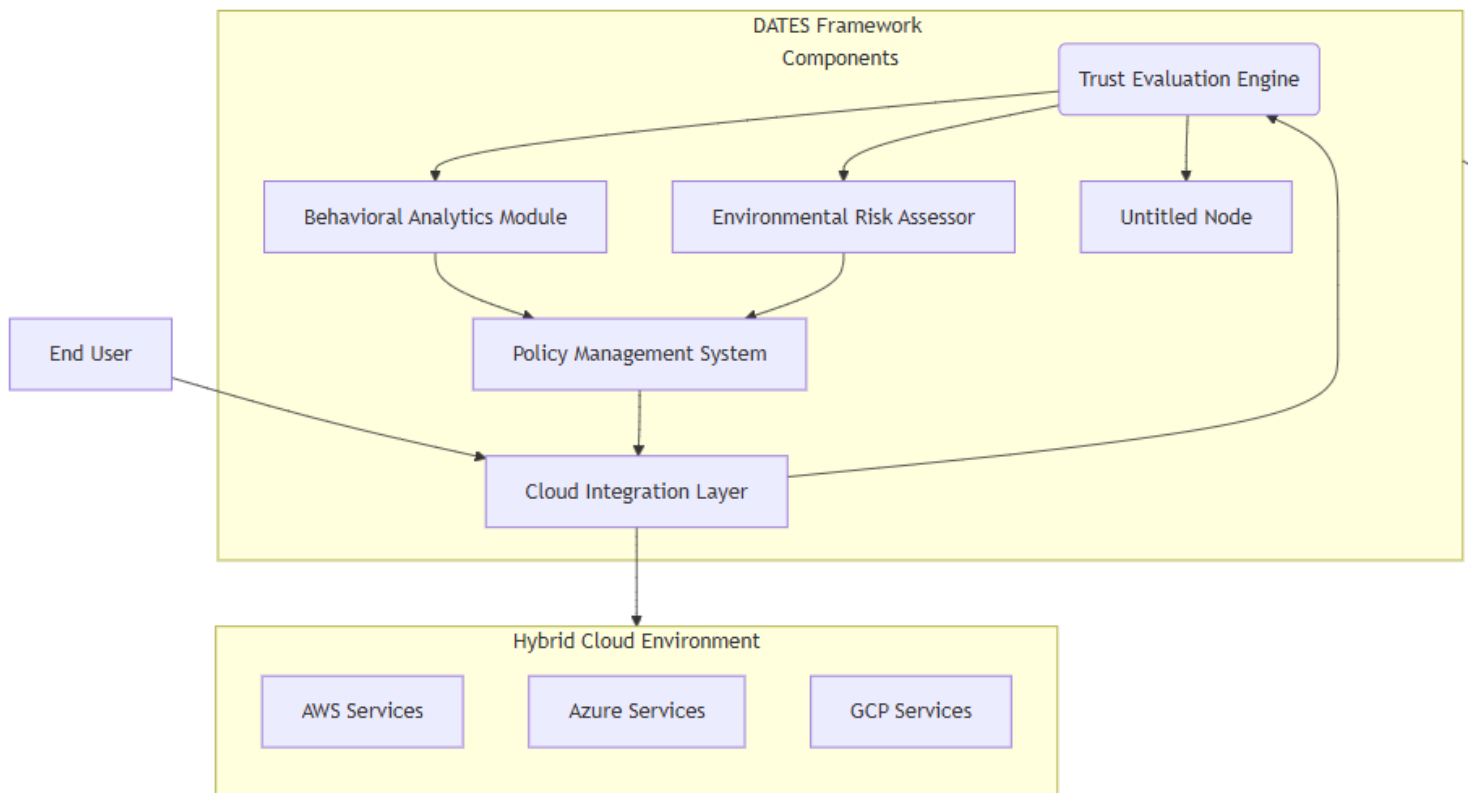 DATES Framework
Components
Trust Evaluation Engine
Behavioral Analytics Module
Environmental Risk Assessor
Untitled Node
End User
Policy Management System
Cloud Integration Layer
Hybrid Cloud Environment
AWS Services
Azure Services
GCP Services